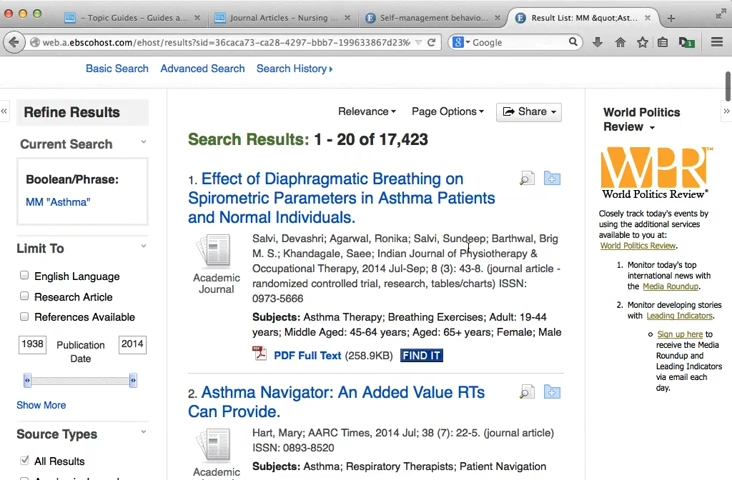 - Topic Guides - Guides a...
Journal Articles - Nursing ...
Self-management behavio...
Result List: MM &quot;Ast...
web.a.ebscohost.com/ehost/results?sid=36caca73-ca28-4297-bbb7-199633867d23%
Google
Basic Search
Advanced Search
Search History
Refine Results
Current Search
Boolean/Phrase:
MM "Asthma"
Limit To
English Language
Research Article
References Available
1938
Publication
Date
2014
Show More
Source Types
All Results
Relevance
Page Options
Share
Search Results: 1 - 20 of 17,423
1. Effect of Diaphragmatic Breathing on
Spirometric Parameters in Asthma Patients
and Normal Individuals.
Academic
Journal
Salvi, Devashri; Agarwal, Ronika; Salvi, Sundeep; Barthwal, Brig
M. S.; Khandagale, Saee; Indian Journal of Physiotherapy &
Occupational Therapy, 2014 Jul-Sep; 8 (3): 43-8. (journal article -
randomized controlled trial, research, tables/charts) ISSN:
0973-5666
Subjects: Asthma Therapy; Breathing Exercises; Adult: 19-44
years; Middle Aged: 45-64 years; Aged: 65+ years; Female; Male
PDF Full Text (258.9KB)
FIND IT
2. Asthma Navigator: An Added Value RTs
Can Provide.
Academic
Hart, Mary; AARC Times, 2014 Jul; 38 (7): 22-5. (journal article)
ISSN: 0893-8520
Subjects: Asthma; Respiratory Therapists; Patient Navigation
World Politics
Review
WPR
World Politics Review
Closely track today's events by
using the additional services
available to you at:
World Politics Review.
1. Monitor today's top
international news with
the Media Roundup.
2. Monitor developing stories
with Leading Indicators.
Sign up here to
receive the Media
Roundup and
Leading Indicators
via email each
day.